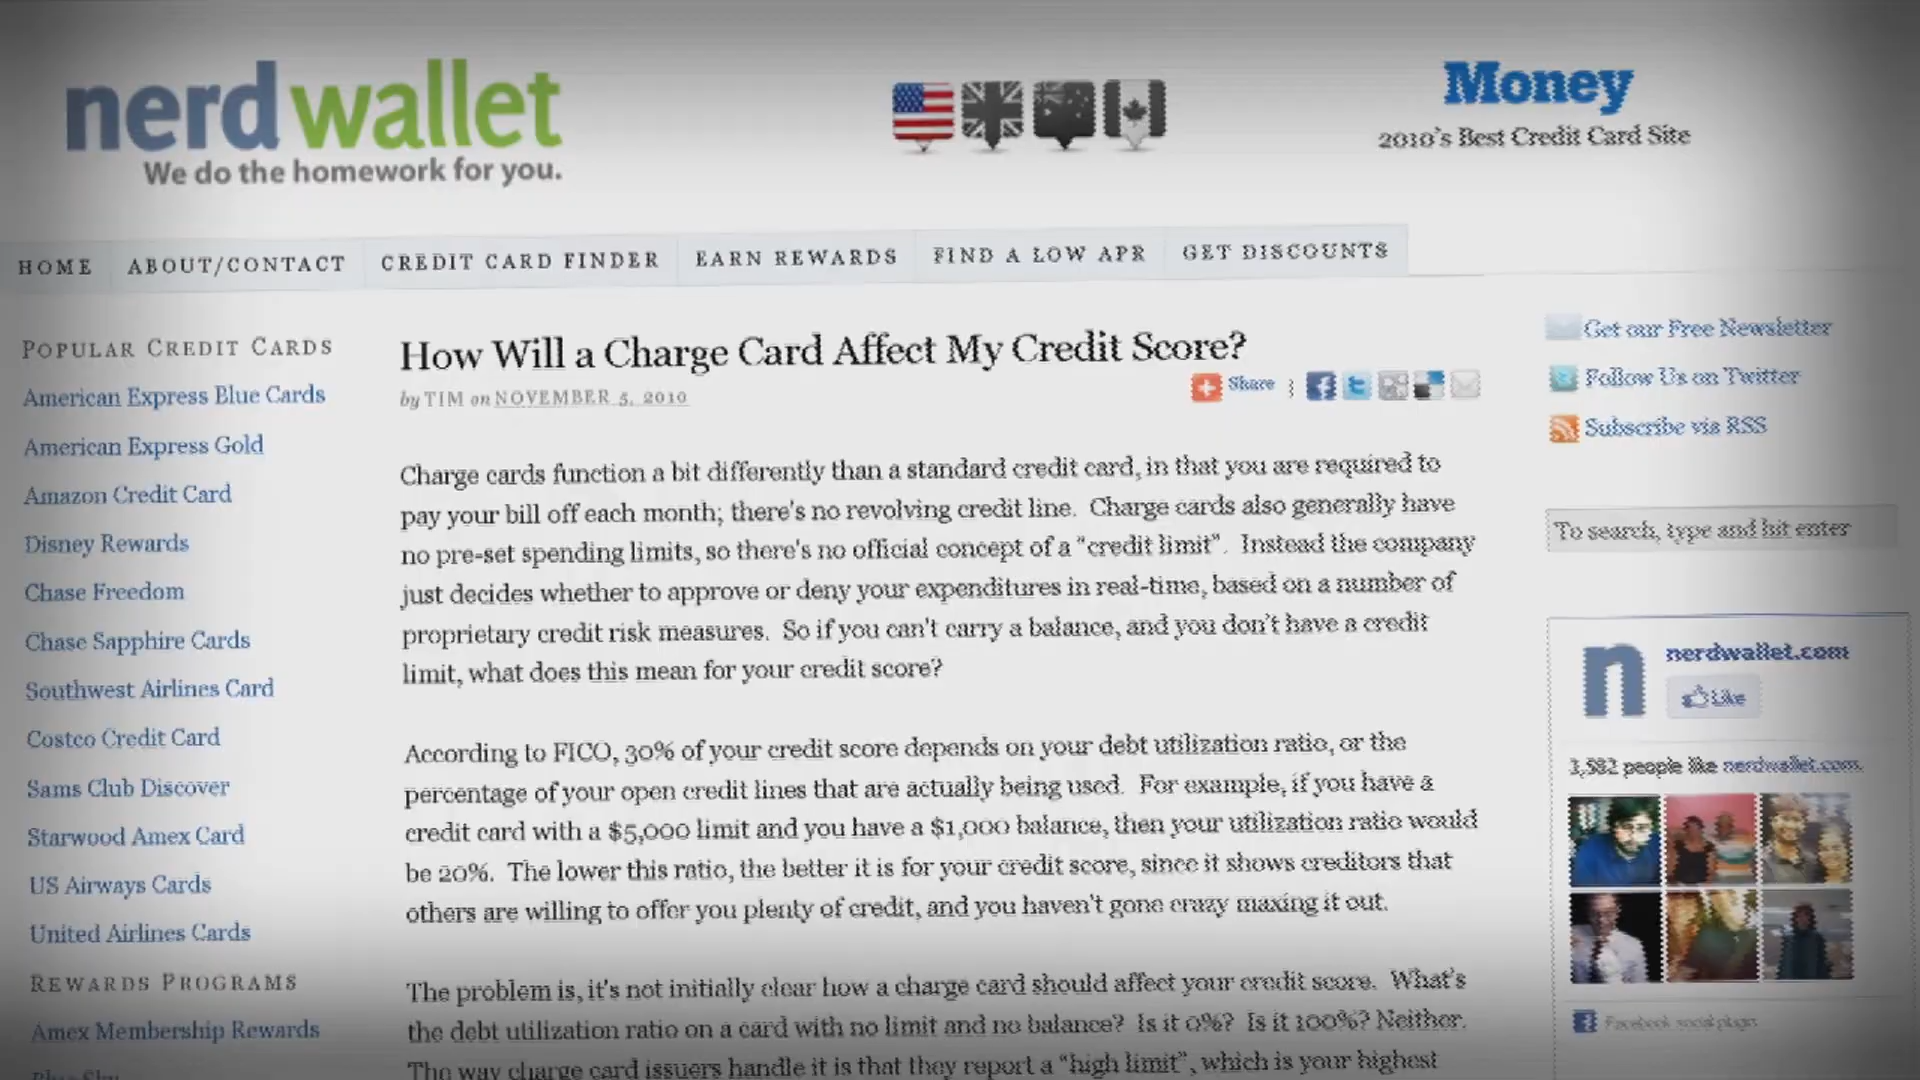 nerdwallet
We do the homework for you.
Money
2010's Best Credit Card Site
HOME
ABOUT/CONTACT
CREDIT CARD FINDER
EARN REWARDS
FIND A LOW APR
GET DISCOUNTS
POPULAR CREDIT CARDS
American Express Blue Cards
American Express Gold
Amazon Credit Card
Disney Rewards
Chase Freedom
Chase Sapphire Cards
Southwest Airlines Card
Costco Credit Card
Sams Club Discover
Starwood Amex Card
US Airways Cards
United Airlines Cards
REWARDS PROGRAMS
Amex Membership Rewards
Blue Sky
How Will a Charge Card Affect My Credit Score?
by TIM on NOVEMBER 5, 2010
Share
Charge cards function a bit differently than a standard credit card, in that you are required to
pay your bill off each month; there's no revolving credit line. Charge cards also generally have
no pre-set spending limits, so there's no official concept of a "credit limit". Instead the company
just decides whether to approve or deny your expenditures in real-time, based on a number of
proprietary credit risk measures. So if you can't carry a balance, and you don't have a credit
limit, what does this mean for your credit score?
According to FICO, 30% of your credit score depends on your debt utilization ratio, or the
percentage of your open credit lines that are actually being used. For example, if you have a
credit card with a $5,000 limit and you have a $1,000 balance, then your utilization ratio would
be 20%. The lower this ratio, the better it is for your credit score, since it shows creditors that
others are willing to offer you plenty of credit, and you haven't gone crazy maxing it out.
The problem is, it's not initially clear how a charge card should affect your credit score. What's
the debt utilization ratio on a card with no limit and no balance? Is it 0%? Is it 100%? Neither.
The way charge card issuers handle it is that they report a "high limit", which is your highest
Get our Free Newsletter
Follow Us on Twitter
Subscribe via RSS
To search, type and hit enter
n
nerdwallet.com
Like
3,582 people like nerdwallet.com.
Facebook social plugin